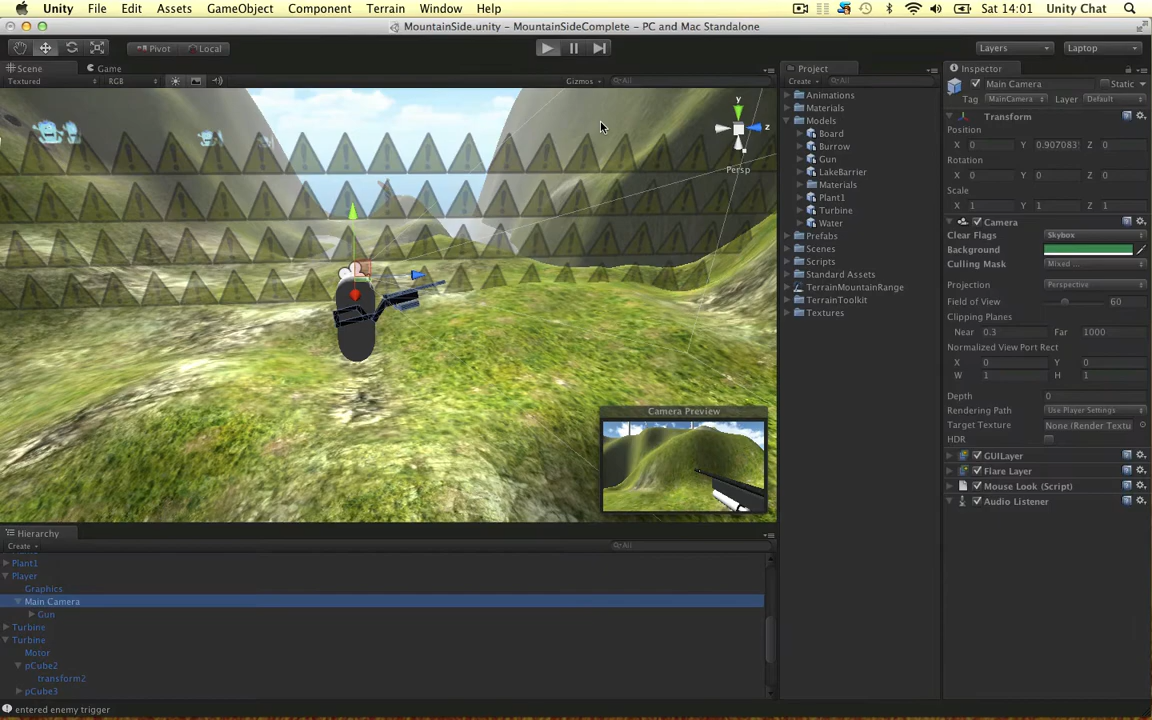 Unity File Edit Assets GameObject Component Terrain Window Help Sat 14:01 Unity Chat
MountainSide.unity – MountainSideComplete – PC and Mac Standalone
Pivot Local Layers Laptop
Scene Game
Textured RGB Gizmos All
y
z
Persp
Camera Preview
Hierarchy
Create All
Plant1
Player
Graphics
Main Camera
Gun
Turbine
Turbine
Motor
pCube2
transform2
pCube3
entered enemy trigger
Project
Create All
Animations
Materials
Models
Board
Burrow
Gun
LakeBarrier
Materials
Plant1
Turbine
Water
Prefabs
Scenes
Scripts
Standard Assets
TerrainMountainRange
TerrainToolkit
Textures
Inspector
Main Camera Static
Tag MainCamera Layer Default
Transform
Position
X 0 Y 0.907083 Z 0
Rotation
X 0 Y 0 Z 0
Scale
X 1 Y 1 Z 1
Camera
Clear Flags Skybox
Background
Culling Mask Mixed ...
Projection Perspective
Field of View 60
Clipping Planes
Near 0.3 Far 1000
Normalized View Port Rect
X 0 Y 0
W 1 H 1
Depth 0
Rendering Path Use Player Settings
Target Texture None (Render Textu
HDR
GUILayer
Flare Layer
Mouse Look (Script)
Audio Listener